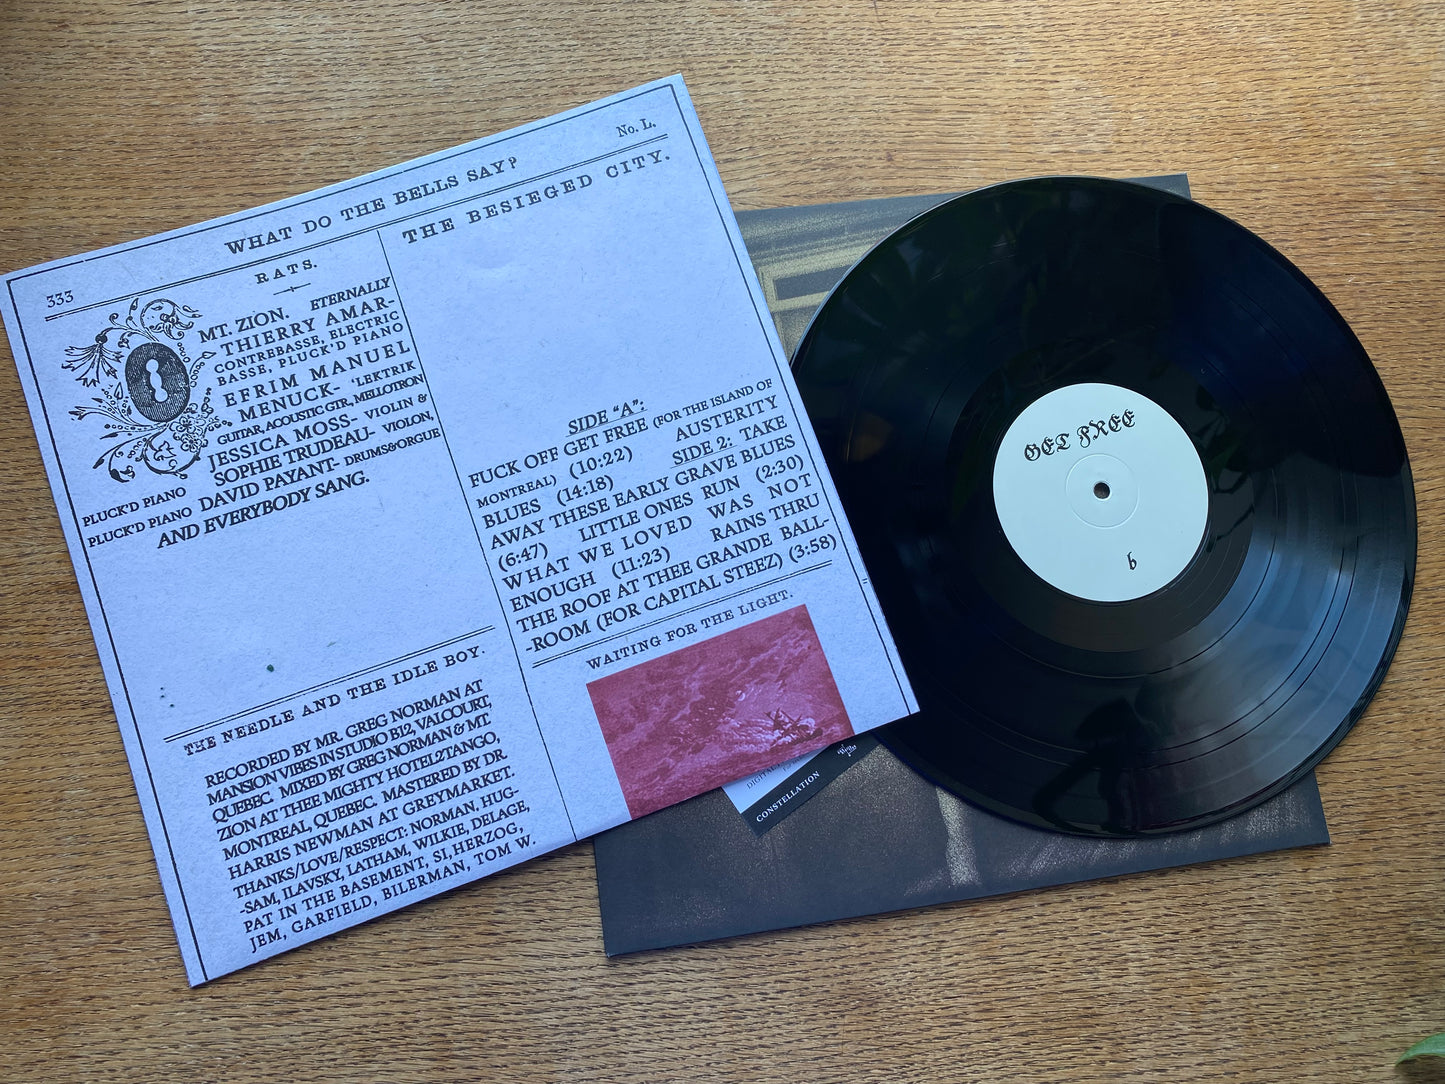 333
WHAT DO THE BELLS SAY?
No. L.
RATS.
MT. ZION. ETERNALLY
THIERRY AMAR-
CONTREBASSE, ELECTRIC
BASSE, PLUCK'D PIANO
EFRIM MANUEL
MENUCK- 'LEKTRIK
GUITAR, ACOUSTIC GTR, MELLOTRON
JESSICA MOSS- VIOLIN &
PLUCK'D PIANO SOPHIE TRUDEAU- VIOLON,
PLUCK'D PIANO DAVID PAYANT- DRUMS&ORGUE
AND EVERYBODY SANG.
THE NEEDLE AND THE IDLE BOY.
RECORDED BY MR. GREG NORMAN AT
MANSION VIBES IN STUDIO B12, VALCOURT,
QUEBEC. MIXED BY GREG NORMAN & MT.
ZION AT THEE MIGHTY HOTEL2TANGO,
MONTREAL, QUEBEC. MASTERED BY DR.
HARRIS NEWMAN AT GREYMARKET.
THANKS/LOVE/RESPECT: NORMAN, HUG-
-SAM, ILAVSKY, LATHAM, WILKIE, DELAGE,
PAT IN THE BASEMENT, SI, HERZOG,
JEM, GARFIELD, BILERMAN, TOM W.
THE BESIEGED CITY.
SIDE "A":
FUCK OFF GET FREE (FOR THE ISLAND OF
MONTREAL) (10:22) AUSTERITY
BLUES (14:18) SIDE 2: TAKE
AWAY THESE EARLY GRAVE BLUES
(6:47) LITTLE ONES RUN (2:30)
WHAT WE LOVED WAS NOT
ENOUGH (11:23) RAINS THRU
THE ROOF AT THEE GRANDE BALL-
-ROOM (FOR CAPITAL STEEZ) (3:58)
WAITING FOR THE LIGHT.
DIGITAL
CONSTELLATION
GET FREE
b